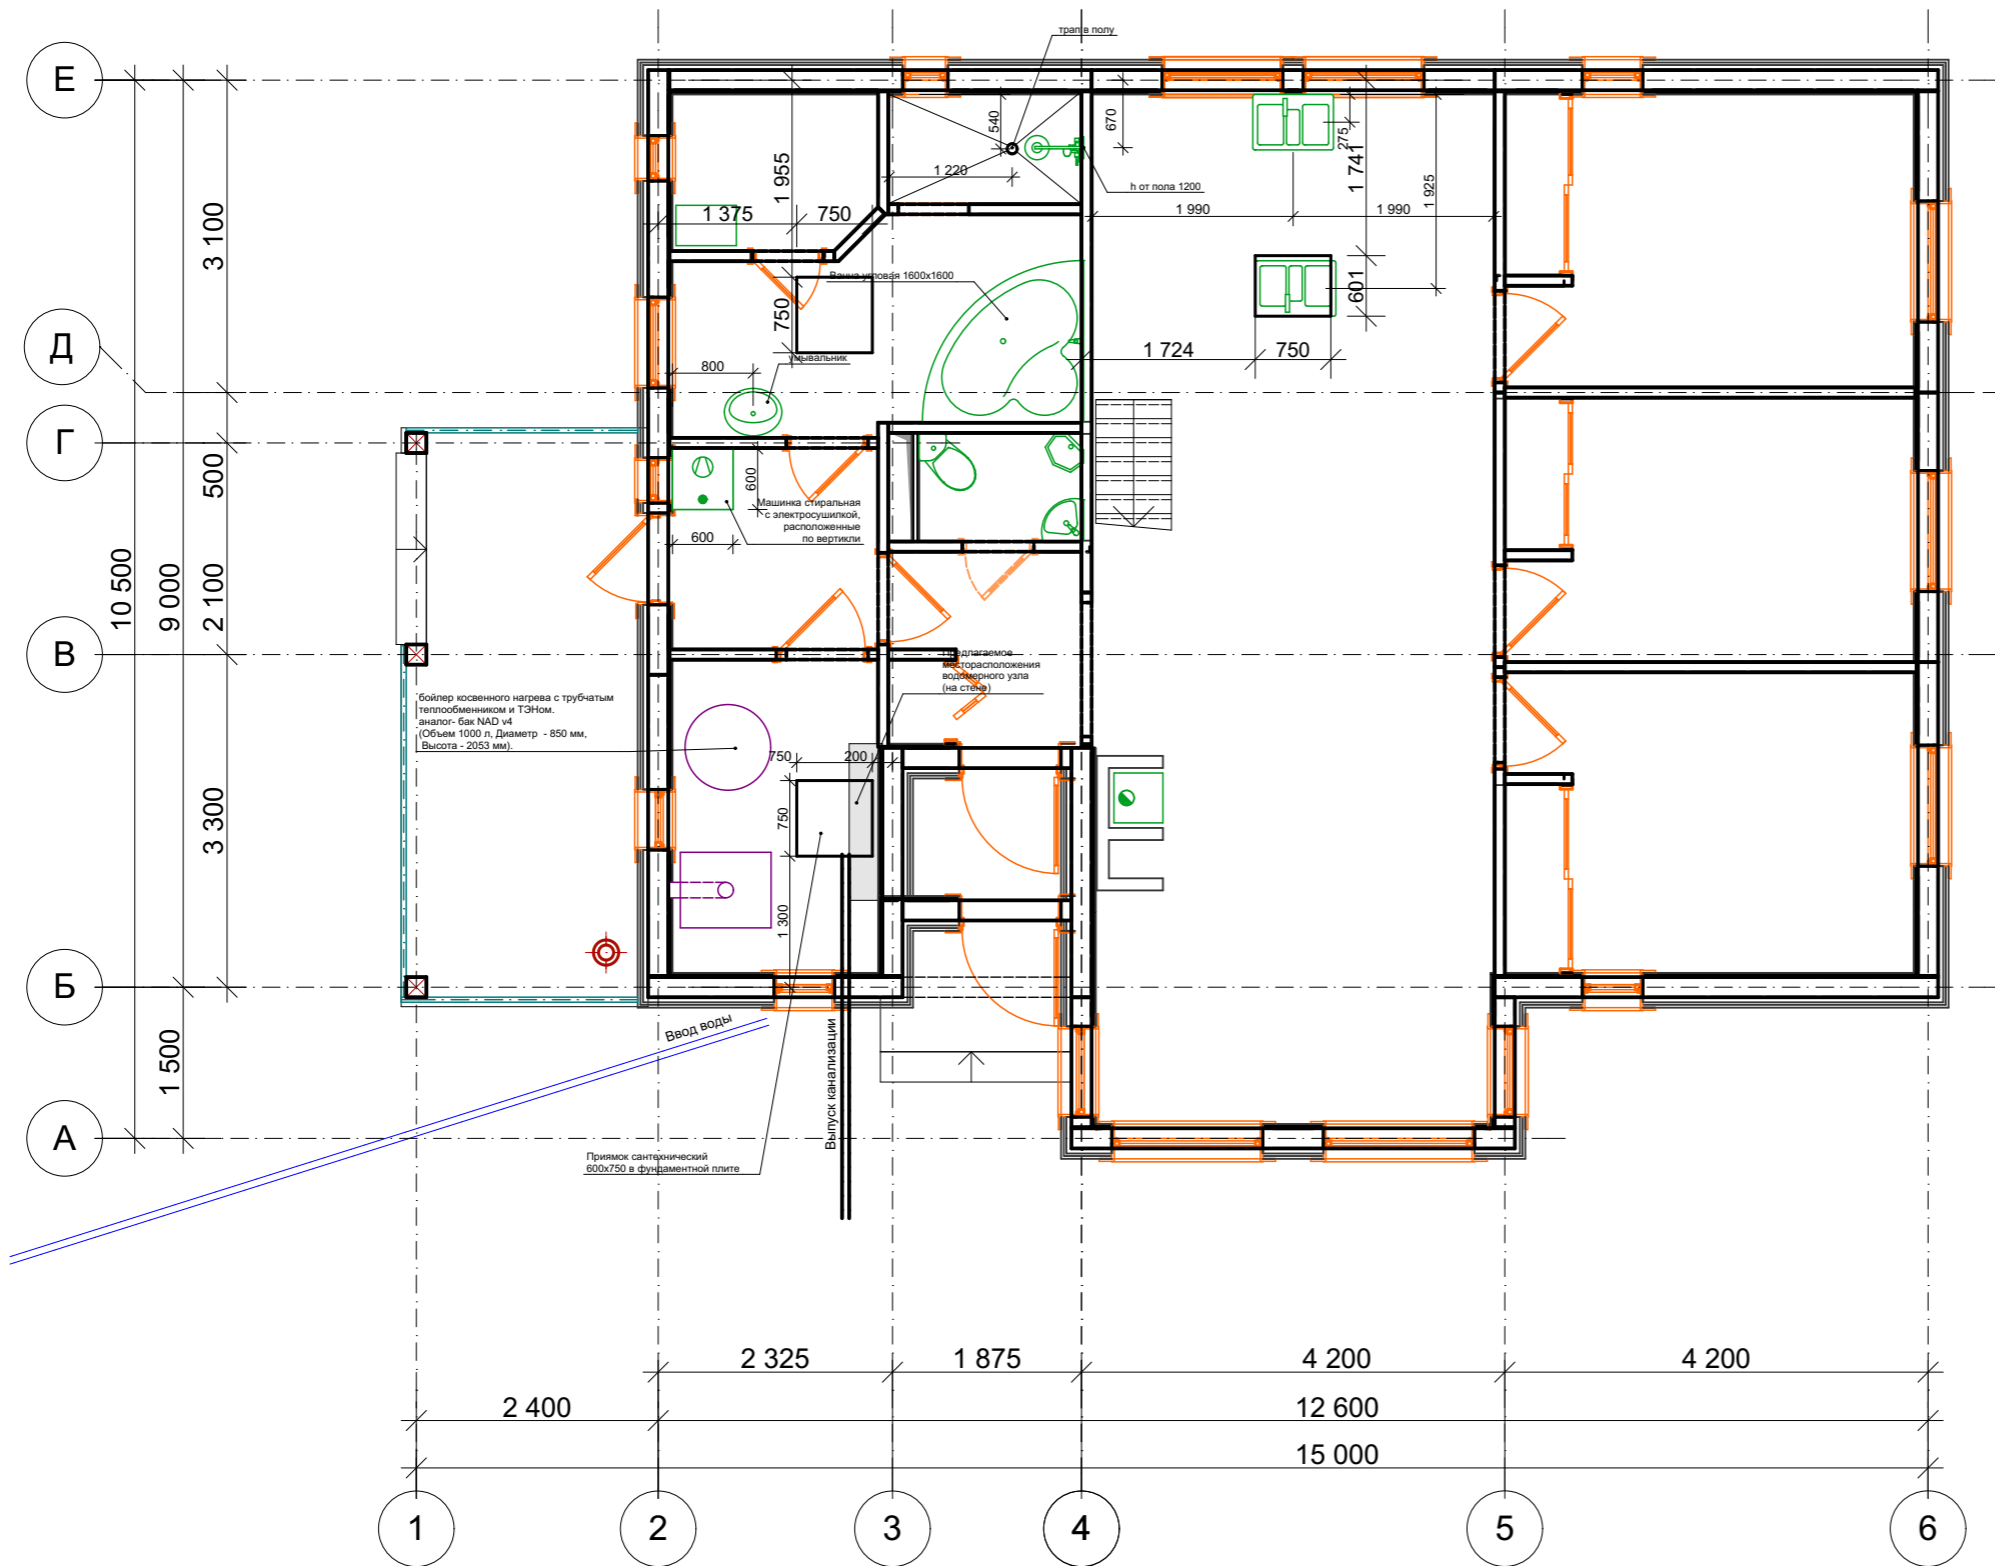 трап в полу
Е
540
670
275
1 955
1 741
1 220
1 925
h от пола 1200
1 375
750
1 990
1 990
3 100
Ванна угловая 1600х1600
750
601
Д
умывальник
1 724
750
800
Г
500
600
Машинка стиральная
с электросушилкой,
расположенные
по вертикли
600
10 500
9 000
2 100
В
Предлагаемое
месторасположения
водомерного узла
(на стене)
бойлер косвенного нагрева с трубчатым
теплообменником и ТЭНом.
аналог- бак NAD v4
(Объем 1000 л, Диаметр - 850 мм,
Высота - 2053 мм).
750
200
750
3 300
1 300
Б
Ввод воды
1 500
Выпуск канализации
А
Приямок сантехнический
600х750 в фундаментной плите
2 325
1 875
4 200
4 200
2 400
12 600
15 000
1
2
3
4
5
6